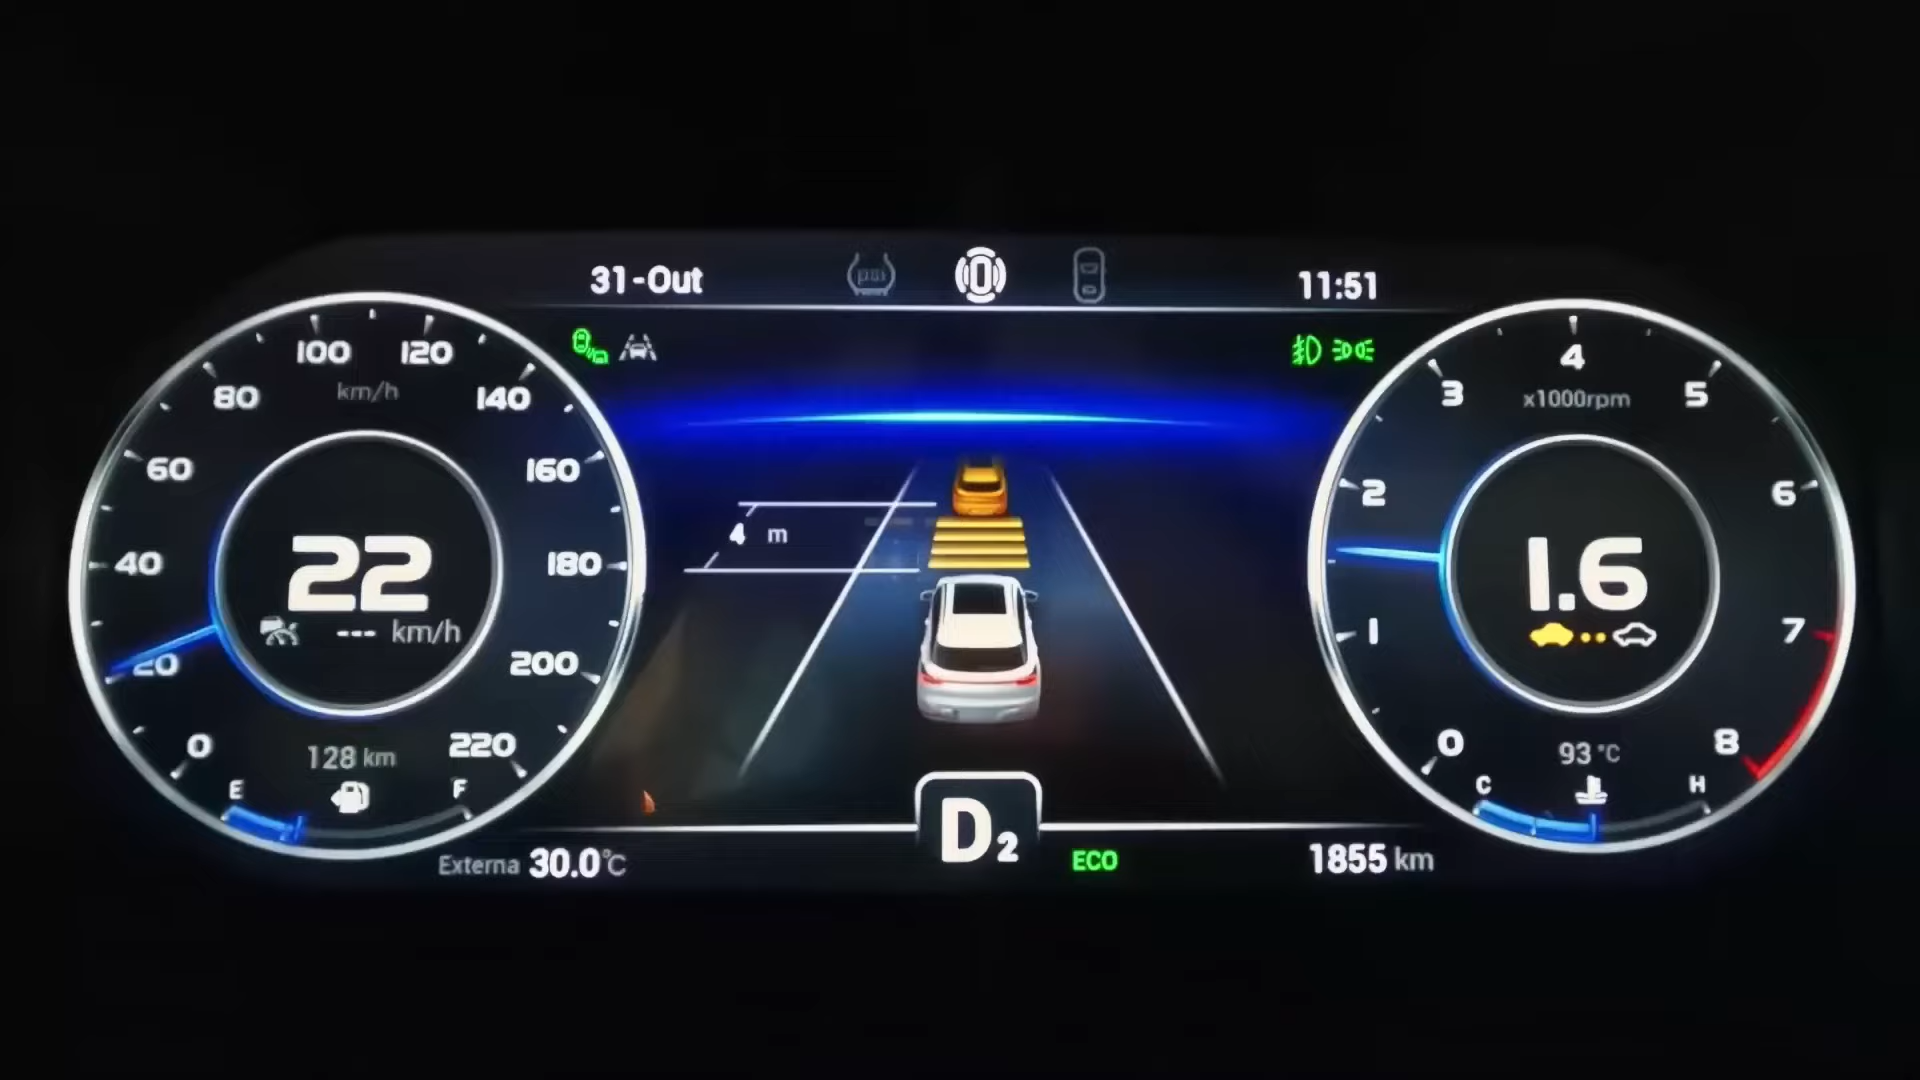 31-Out
psi
11:51
100 120
80 km/h 140
60 160
40 180
20 200
0 220
22
--- km/h
128 km
E F
4 m
4
3 5
x1000rpm
2 6
1 7
0 8
1.6
93 °C
C H
D2
Externa 30.0°C
ECO
1855 km